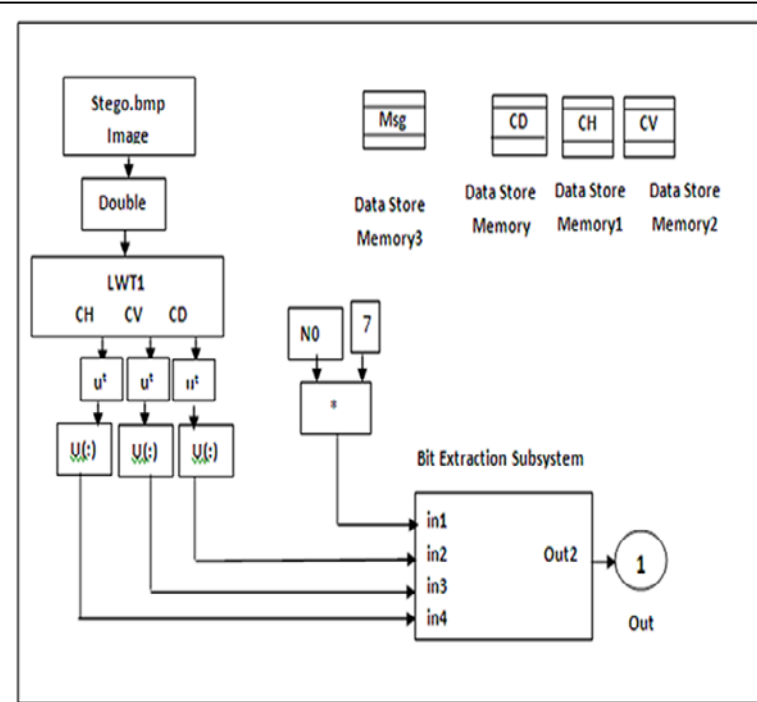 Stego.bmp
Image
Double
LWT1
CH CV CD
u^t u^t u^t
U(:) U(:) U(:)
Msg
Data Store
Memory3
CD
Data Store
Memory
CH
Data Store
Memory1
CV
Data Store
Memory2
N0
7
*
Bit Extraction Subsystem
in1
in2
in3
in4
Out2
1
Out